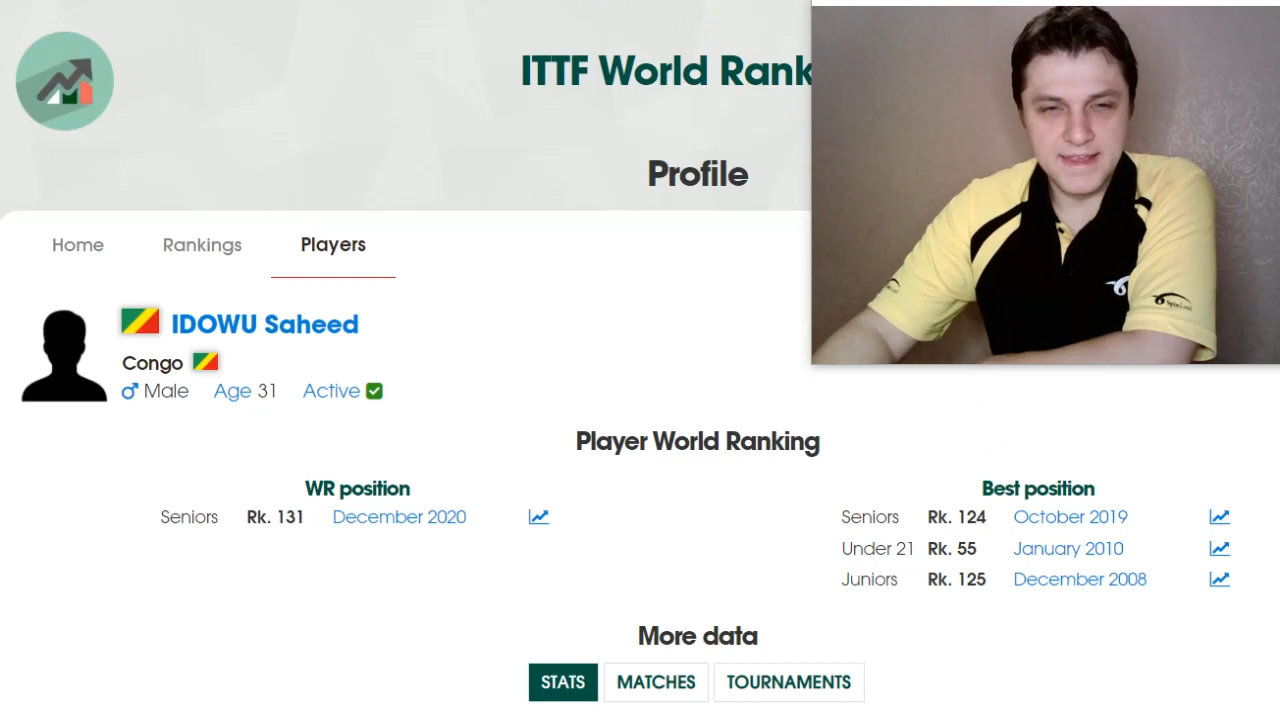 ITTF World Rank
Profile
Home Rankings Players
IDOWU Saheed
Congo
Male Age 31 Active
Player World Ranking
WR position
Seniors Rk. 131 December 2020
Best position
Seniors Rk. 124 October 2019
Under 21 Rk. 55 January 2010
Juniors Rk. 125 December 2008
More data
STATS MATCHES TOURNAMENTS